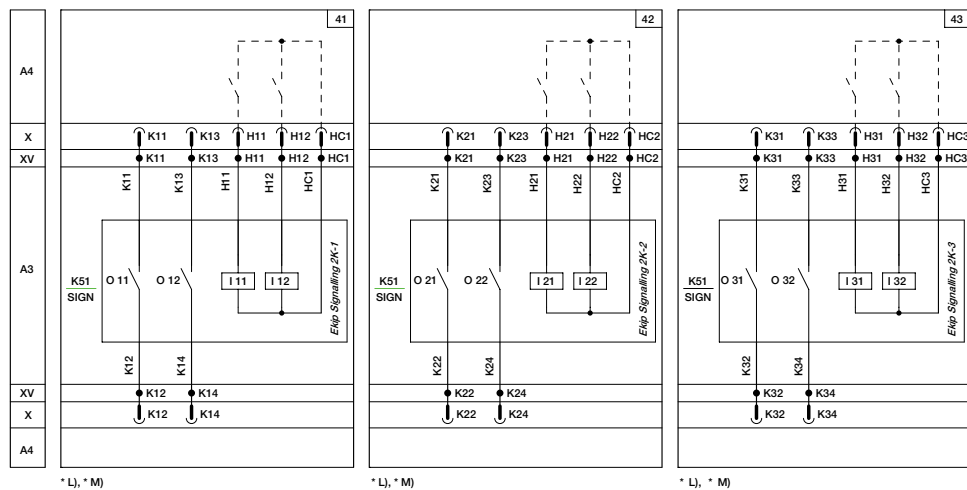 41
42
43
A4
X
K11 K13 H11 H12 HC1
K21 K23 H21 H22 HC2
K31 K33 H31 H32 HC3
XV
K11 K13 H11 H12 HC1
K21 K23 H21 H22 HC2
K31 K33 H31 H32 HC3
K11 K13 H11 H12 HC1
K21 K23 H21 H22 HC2
K31 K33 H31 H32 HC3
A3
K51
SIGN
O 11 O 12 I 11 I 12
Ekip Signalling 2K-1
K51
SIGN
O 21 O 22 I 21 I 22
Ekip Signalling 2K-2
K51
SIGN
O 31 O 32 I 31 I 32
Ekip Signalling 2K-3
K12 K14
K22 K24
K32 K34
XV
K12 K14
K22 K24
K32 K34
X
K12 K14
K22 K24
K32 K34
A4
* L), * M)
* L), * M)
* L), * M)